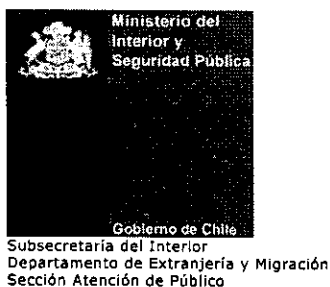 Ministerio del
Interior y
Seguridad Pública
Gobierno de Chile
Subsecretaría del Interior
Departamento de Extranjería y Migración
Sección Atención de Público